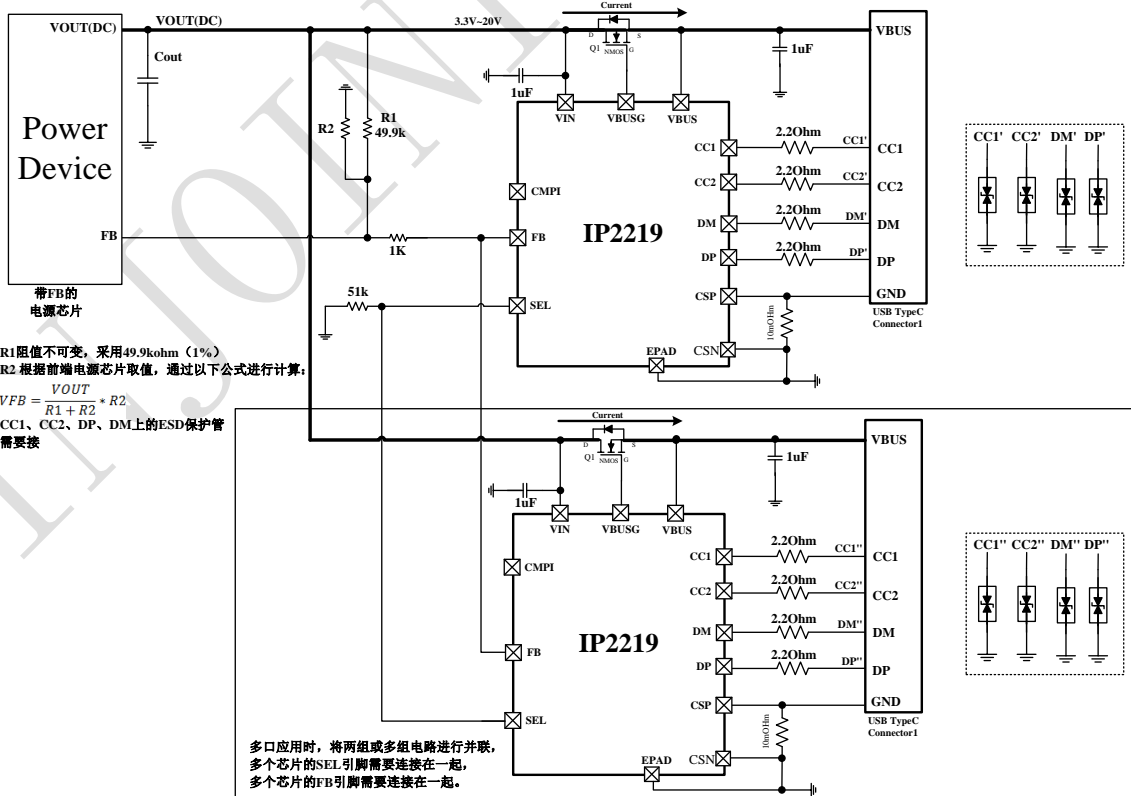 Current
VOUT(DC)
VOUT(DC)
3.3V~20V
VBUS
D
S
Q1
NMOS
G
Cout
1uF
1uF
VIN
VBUSG
VBUS
R2
R1
49.9k
Power
Device
2.2Ohm
CC1
CC1'
CC1
2.2Ohm
CC2
CC2'
CC2
CMPI
2.2Ohm
DM
DM'
DM
FB
1K
FB
IP2219
2.2Ohm
DP
DP'
DP
CC1' CC2' DM' DP'
带FB的
电源芯片
51k
SEL
CSP
GND
USB TypeC
Connector1
10mOHm
EPAD
CSN
R1阻值不可变，采用49.9kohm（1%）
R2 根据前端电源芯片取值，通过以下公式进行计算：
VFB = VOUT / R1 + R2 * R2
CC1、CC2、DP、DM上的ESD保护管
需要接
INJOINI
Current
VBUS
D
S
Q1
NMOS
G
1uF
1uF
VIN
VBUSG
VBUS
2.2Ohm
CC1
CC1"
CC1
CMPI
2.2Ohm
CC2
CC2"
CC2
2.2Ohm
DM
DM"
DM
FB
IP2219
2.2Ohm
DP
DP"
DP
CC1" CC2" DM" DP"
SEL
CSP
GND
USB TypeC
Connector1
10mOHm
EPAD
CSN
多口应用时，将两组或多组电路进行并联，
多个芯片的SEL引脚需要连接在一起，
多个芯片的FB引脚需要连接在一起。